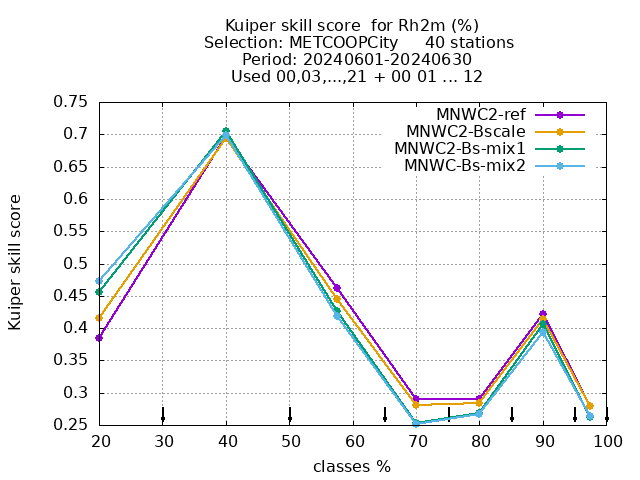 Kuiper skill score  for Rh2m (%)
Selection: METCOOPCity     40 stations
Period: 20240601-20240630
Used 00,03,...,21 + 00 01 ... 12
MNWC2-ref
MNWC2-Bscale
MNWC2-Bs-mix1
MNWC-Bs-mix2
Kuiper skill score
0.75
0.7
0.65
0.6
0.55
0.5
0.45
0.4
0.35
0.3
0.25
20 30 40 50 60 70 80 90 100
classes %